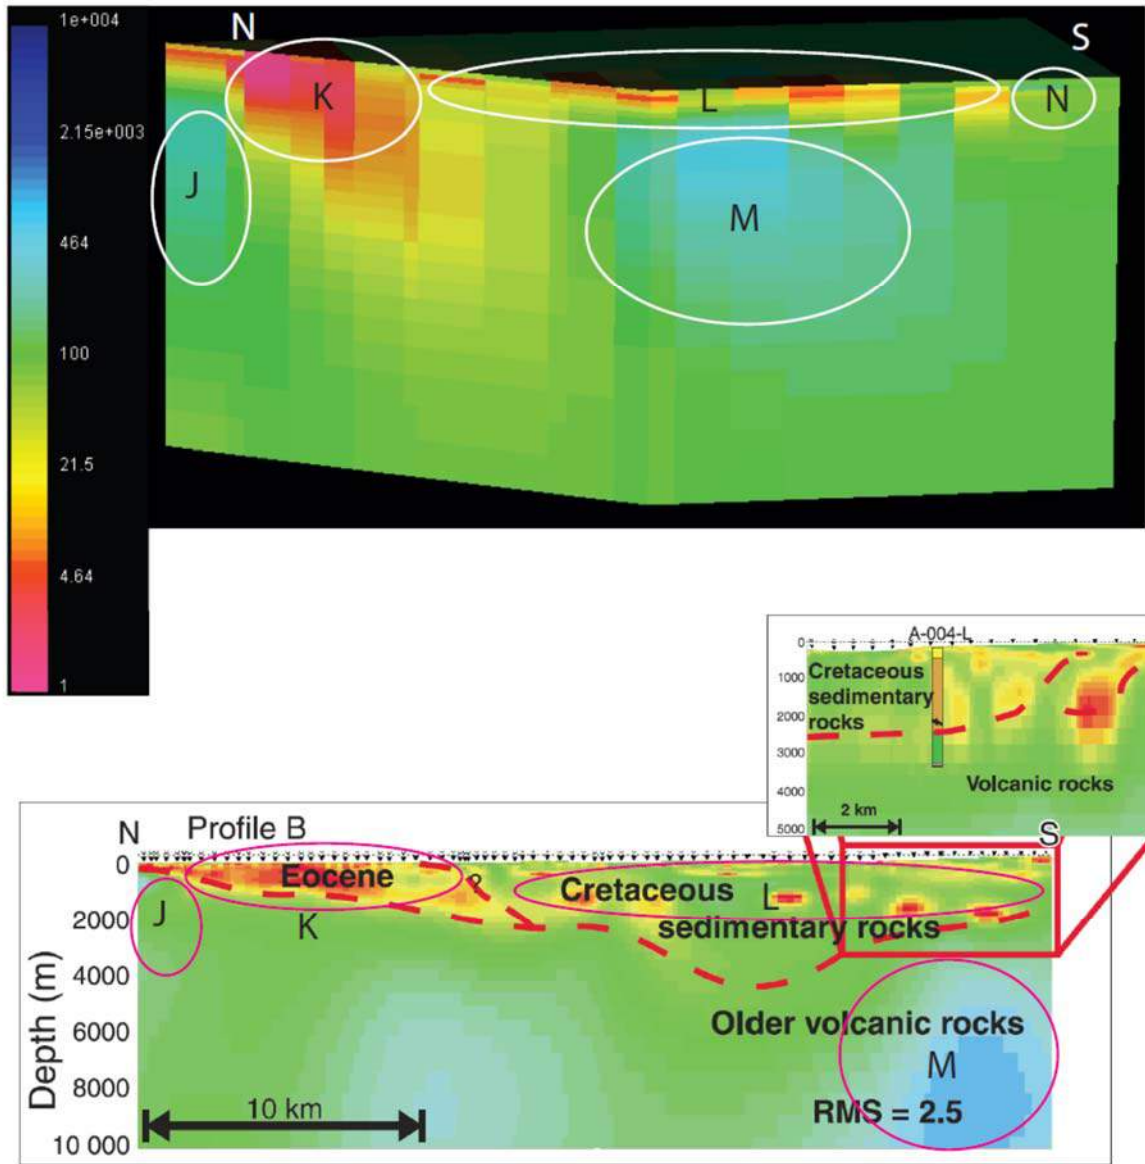 1e+004
2.15e+003
464
100
21.5
4.64
1
N
S
K
L
N
J
M
A-004-L
0
1000
2000
3000
4000
5000
Cretaceous
sedimentary
rocks
Volcanic rocks
2 km
N
Profile B
S
0
2000
4000
6000
8000
10 000
Depth (m)
Eocene
?
Cretaceous
L
sedimentary rocks
J
K
Older volcanic rocks
M
RMS = 2.5
10 km